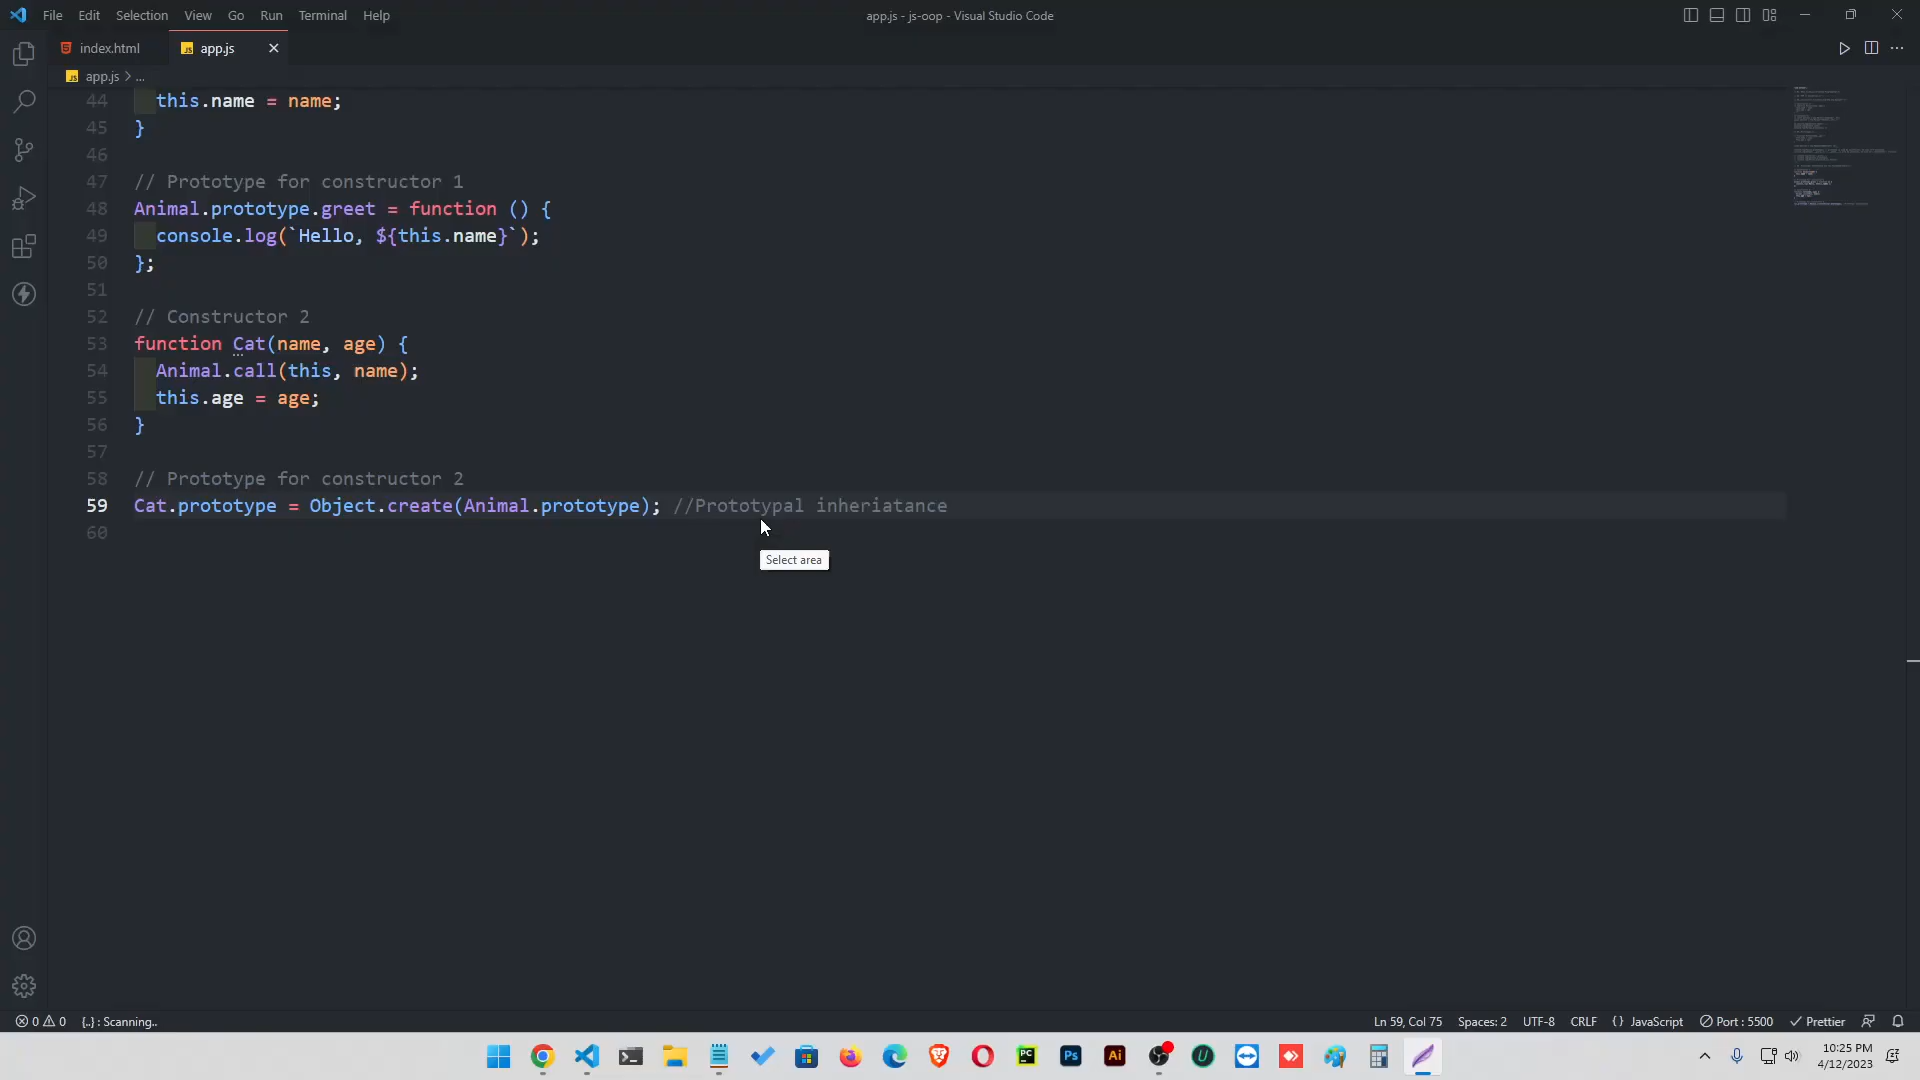 File Edit Selection View Go Run Terminal Help
app.js - js-oop - Visual Studio Code
index.html
JS app.js
JS app.js > ...
44 this.name = name;
45 }
46
47 // Prototype for constructor 1
48 Animal.prototype.greet = function () {
49 console.log(`Hello, ${this.name}`);
50 };
51
52 // Constructor 2
53 function Cat(name, age) {
54 Animal.call(this, name);
55 this.age = age;
56 }
57
58 // Prototype for constructor 2
59 Cat.prototype = Object.create(Animal.prototype); //Prototypal inheriatance
60
Select area
0 0 {..} : Scanning..
Ln 59, Col 75 Spaces: 2 UTF-8 CRLF {} JavaScript Port : 5500 Prettier
PC Ps Ai U
10:25 PM
4/12/2023